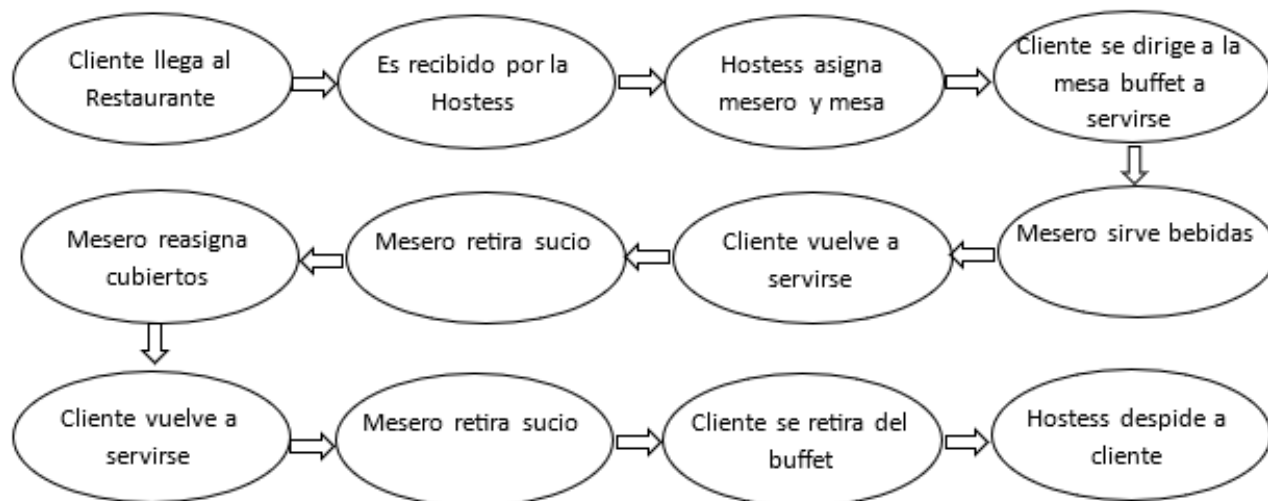 Cliente llega al
Restaurante
Es recibido por la
Hostess
Hostess asigna
mesero y mesa
Cliente se dirige a la
mesa buffet a
servirse
Mesero sirve bebidas
Cliente vuelve a
servirse
Mesero retira sucio
Mesero reasigna
cubiertos
Cliente vuelve a
servirse
Mesero retira sucio
Cliente se retira del
buffet
Hostess despide a
cliente